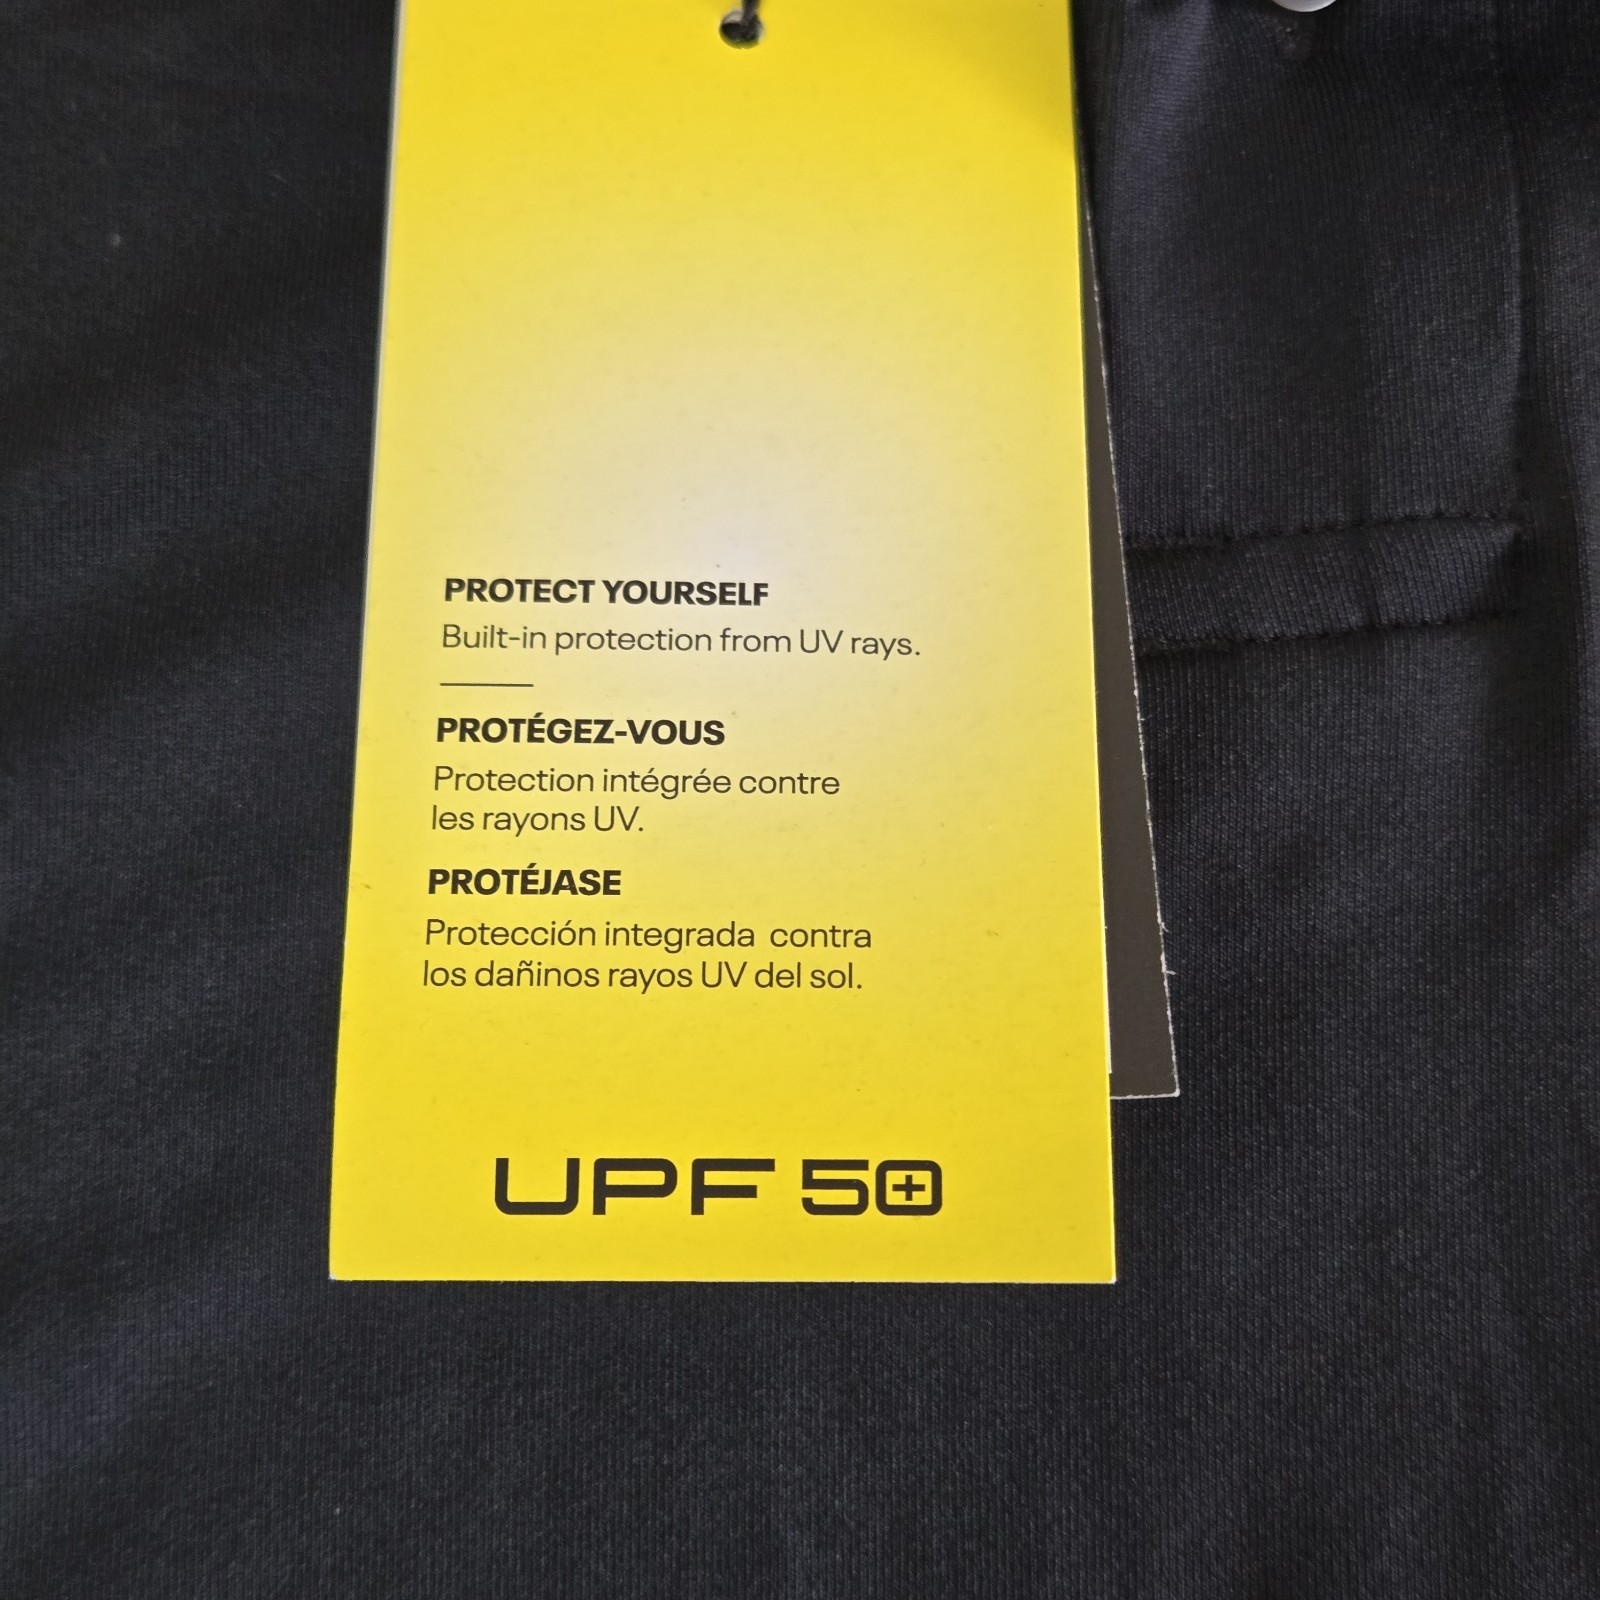 PROTECT YOURSELF
Built-in protection from UV rays.
PROTÉGEZ-VOUS
Protection intégrée contre
les rayons UV.
PROTÉJASE
Protección integrada contra
los dañinos rayos UV del sol.
UPF 50+